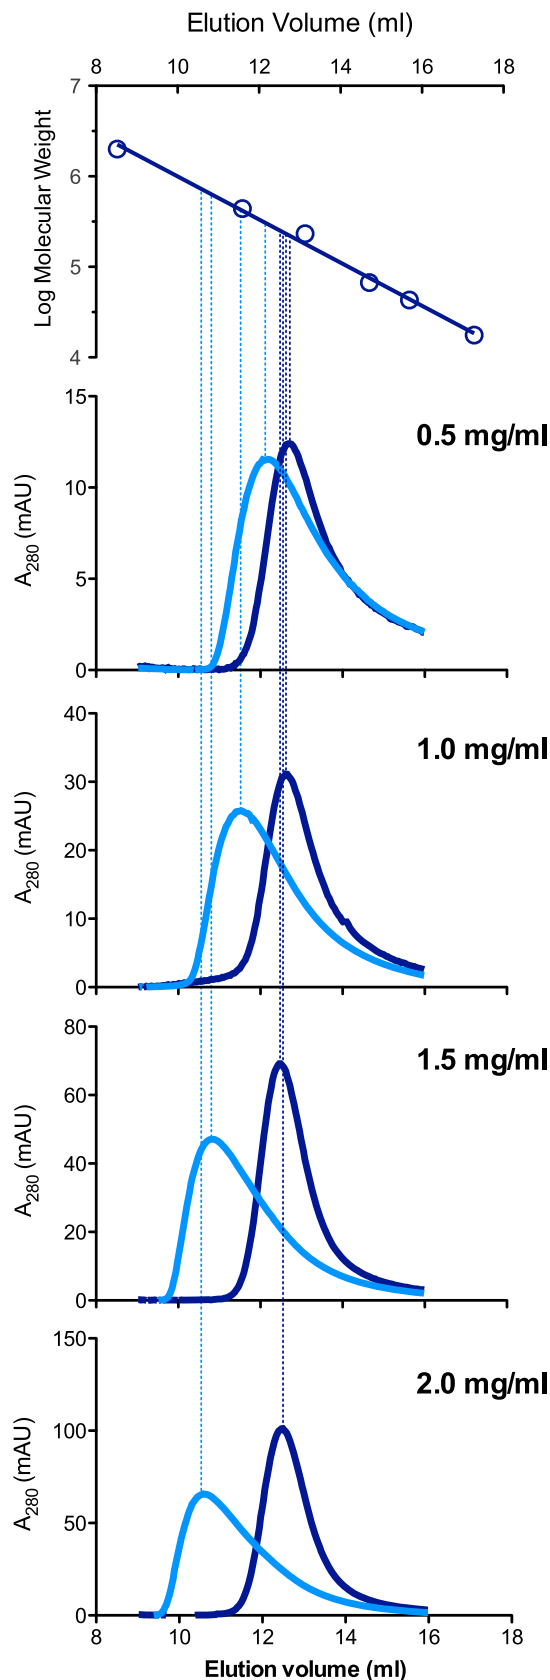 Elution Volume (ml)
8 10 12 14 16 18
7
6
5
4
Log Molecular Weight
0.5 mg/ml
15
10
5
0
A280 (mAU)
1.0 mg/ml
40
30
20
10
0
A280 (mAU)
1.5 mg/ml
80
60
40
20
0
A280 (mAU)
2.0 mg/ml
150
100
50
0
A280 (mAU)
8 10 12 14 16 18
Elution volume (ml)